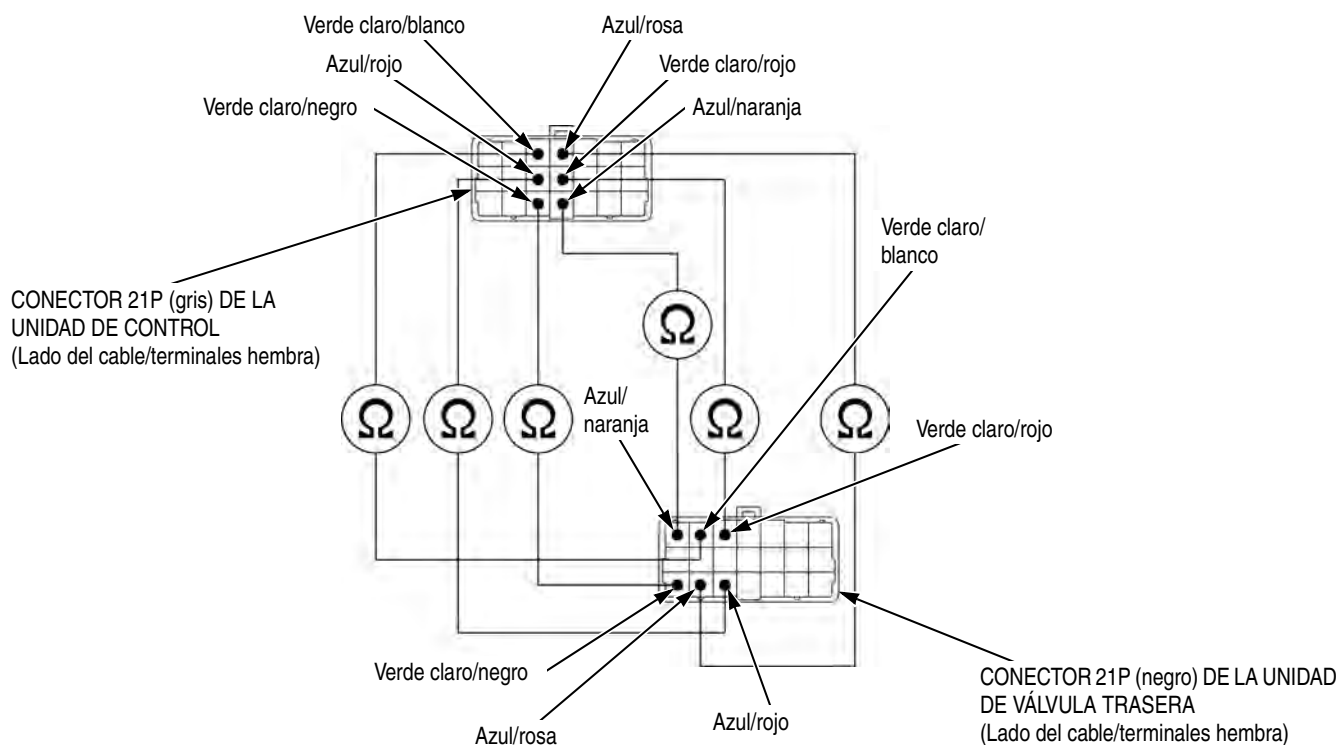 Verde claro/blanco
Azul/rosa
Azul/rojo
Verde claro/rojo
Verde claro/negro
Azul/naranja
Verde claro/
blanco
CONECTOR 21P (gris) DE LA
UNIDAD DE CONTROL
(Lado del cable/terminales hembra)
Ω
Azul/
naranja
Ω
Ω
Ω
Ω
Ω
Verde claro/rojo
Verde claro/negro
Azul/rosa
Azul/rojo
CONECTOR 21P (negro) DE LA UNIDAD
DE VÁLVULA TRASERA
(Lado del cable/terminales hembra)